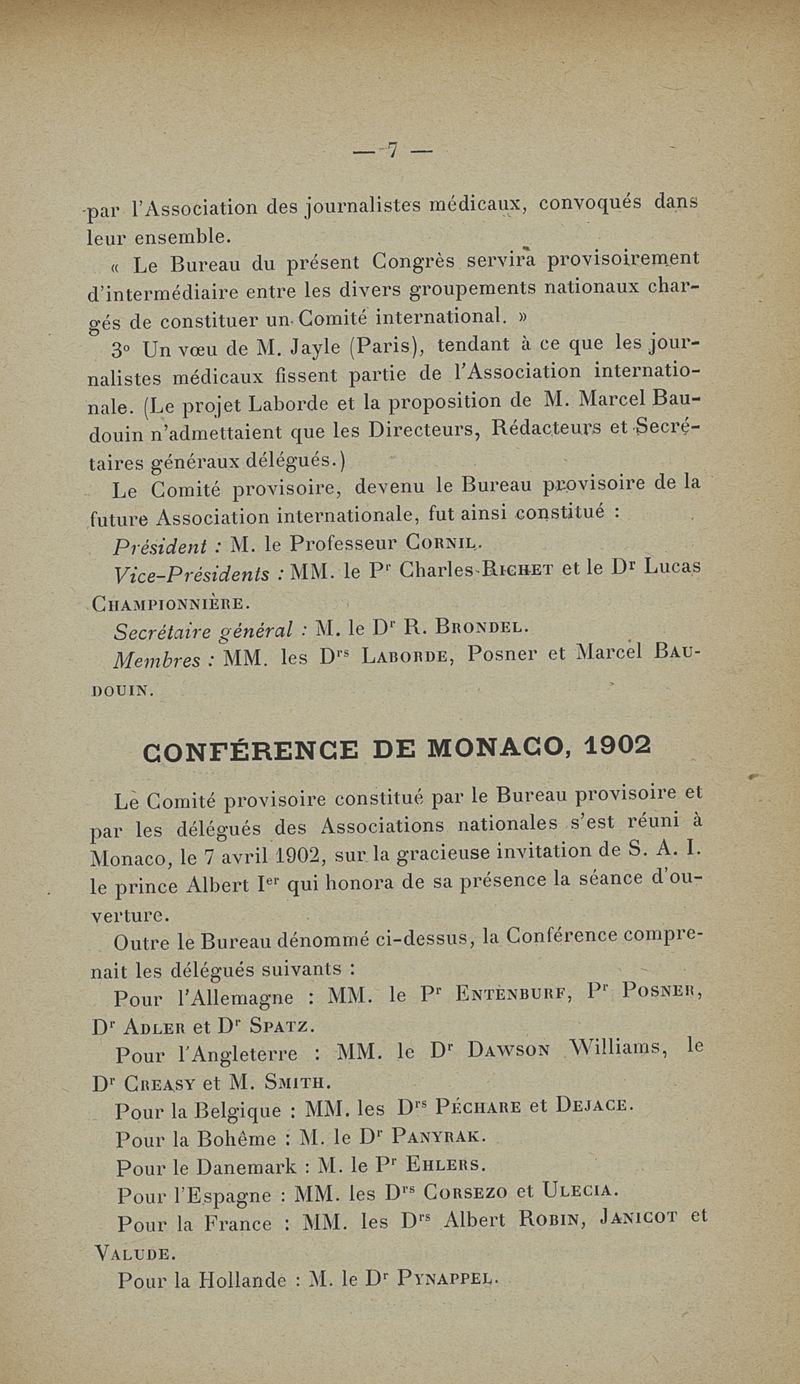 — 7 —
par l'Association des journalistes médicaux, convoqués dans
leur ensemble.
« Le Bureau du présent Congrès servira provisoirement
d'intermédiaire entre les divers groupements nationaux char-
gés de constituer un Comité international. »
3° Un vœu de M. Jayle (Paris), tendant à ce que les jour-
nalistes médicaux fissent partie de l'Association internatio-
nale. (Le projet Laborde et la proposition de M. Marcel Bau-
douin n'admettaient que les Directeurs, Rédacteurs et Secré-
taires généraux délégués.)
Le Comité provisoire, devenu le Bureau provisoire de la
future Association internationale, fut ainsi constitué :
Président : M. le Professeur CORNIL.
Vice-Présidents : MM. le Pr Charles RICHET et le Dr Lucas
CHAMPIONNIÈRE.
Secrétaire général : M. le Dr R. BRONDEL.
Membres : MM. les Drs LABORDE, Posner et Marcel BAU-
DOUIN.
CONFÉRENCE DE MONACO, 1902
Le Comité provisoire constitué par le Bureau provisoire et
par les délégués des Associations nationales s'est réuni à
Monaco, le 7 avril 1902, sur la gracieuse invitation de S. A. I.
le prince Albert Ier qui honora de sa présence la séance d'ou-
verture.
Outre le Bureau dénommé ci-dessus, la Conférence compre-
nait les délégués suivants :
Pour l'Allemagne : MM. le Pr ENTENBURF, Pr POSNER,
Dr ADLER et Dr SPATZ.
Pour l'Angleterre : MM. le Dr DAWSON Williams, le
Dr CREASY et M. SMITH.
Pour la Belgique : MM. les Drs PÉCHARE et DEJACE.
Pour la Bohême : M. le Dr PANYRAK.
Pour le Danemark : M. le Pr EHLERS.
Pour l'Espagne : MM. les Drs CORSEZO et ULECIA.
Pour la France : MM. les Drs Albert ROBIN, JANICOT et
VALUDE.
Pour la Hollande : M. le Dr PYNAPPEL.